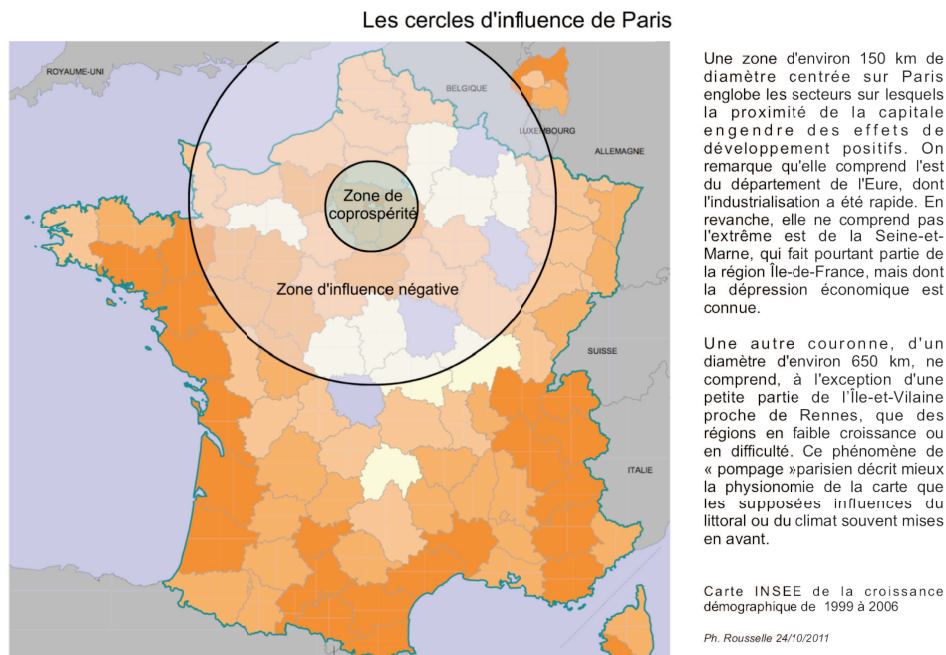 Les cercles d'influence de Paris
ROYAUME-UNI
BELGIQUE
LUXEMBOURG
ALLEMAGNE
Zone de
coprospérité
Zone d'influence négative
SUISSE
ITALIE
Une zone d'environ 150 km de
diamètre centrée sur Paris
englobe les secteurs sur lesquels
la proximité de la capitale
engendre des effets de
développement positifs. On
remarque qu'elle comprend l'est
du département de l'Eure, dont
l'industrialisation a été rapide. En
revanche, elle ne comprend pas
l'extrême est de la Seine-et-
Marne, qui fait pourtant partie de
la région Île-de-France, mais dont
la dépression économique est
connue.
Une autre couronne, d'un
diamètre d'environ 650 km, ne
comprend, à l'exception d'une
petite partie de l'Île-et-Vilaine
proche de Rennes, que des
régions en faible croissance ou
en difficulté. Ce phénomène de
« pompage »parisien décrit mieux
la physionomie de la carte que
les supposées influences du
littoral ou du climat souvent mises
en avant.
Carte INSEE de la croissance
démographique de 1999 à 2006
Ph. Rousselle 24/10/2011